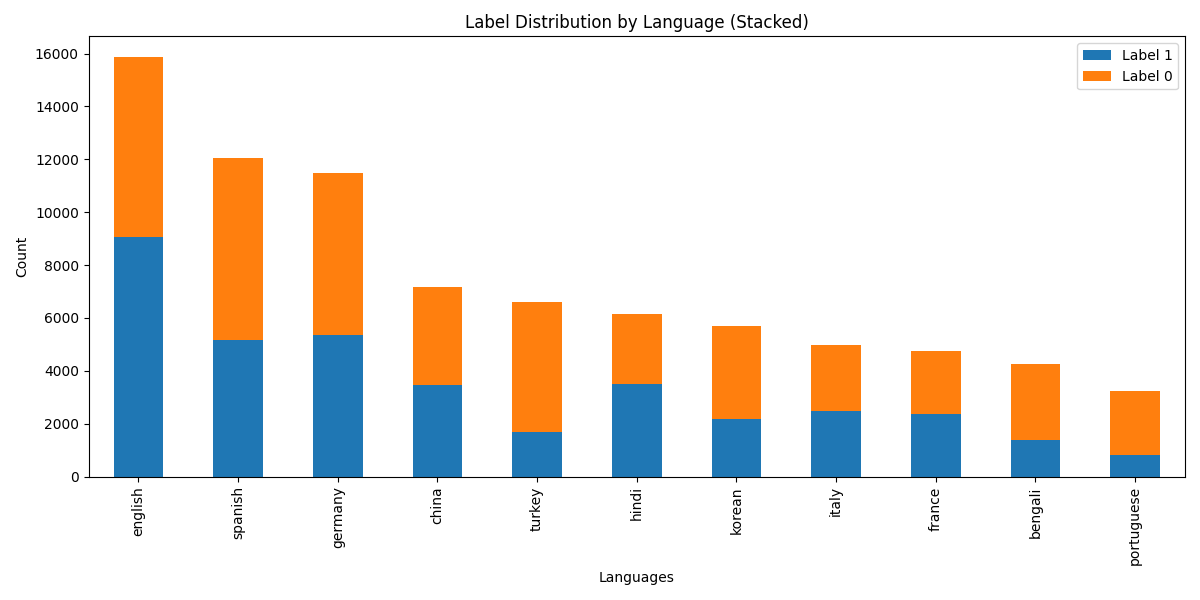 Label Distribution by Language (Stacked)
Label 1
Label 0
Count
16000
14000
12000
10000
8000
6000
4000
2000
0
english
spanish
germany
china
turkey
hindi
korean
italy
france
bengali
portuguese
Languages